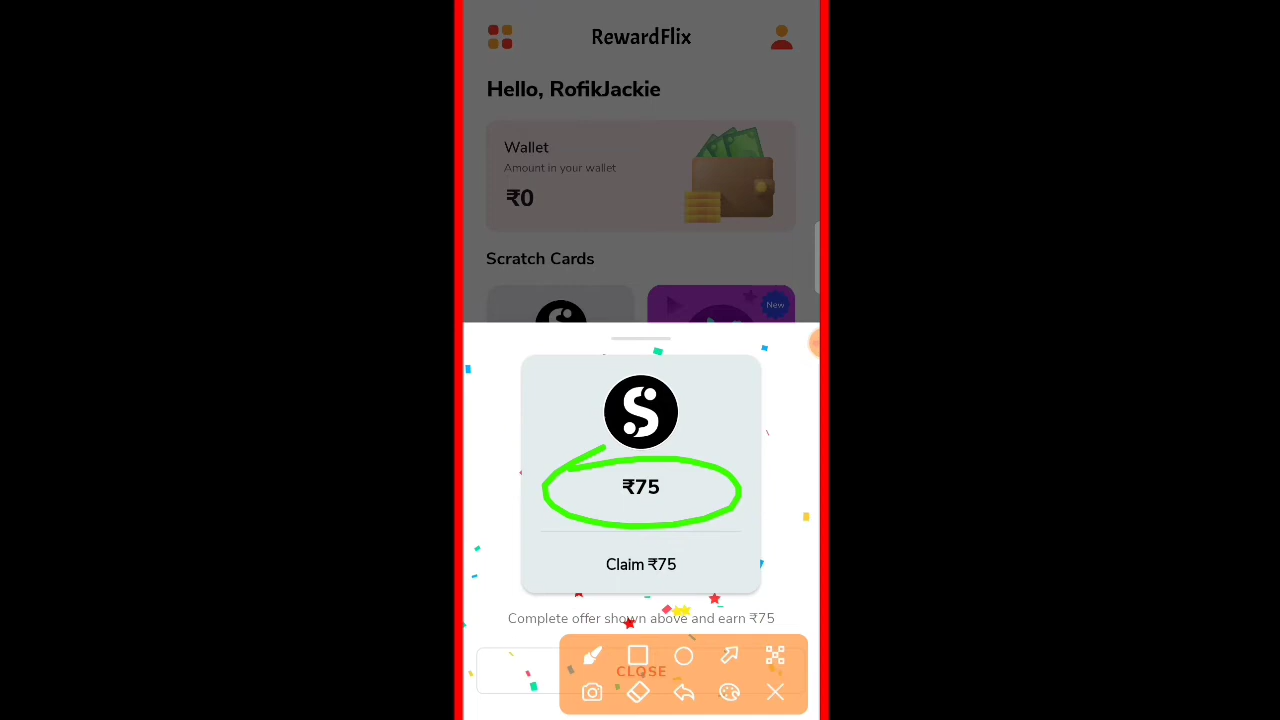 RewardFlix
Hello, RofikJackie
Wallet
Amount in your wallet
₹0
Scratch Cards
New
S
₹75
Claim ₹75
Complete offer shown above and earn ₹75
CLOSE